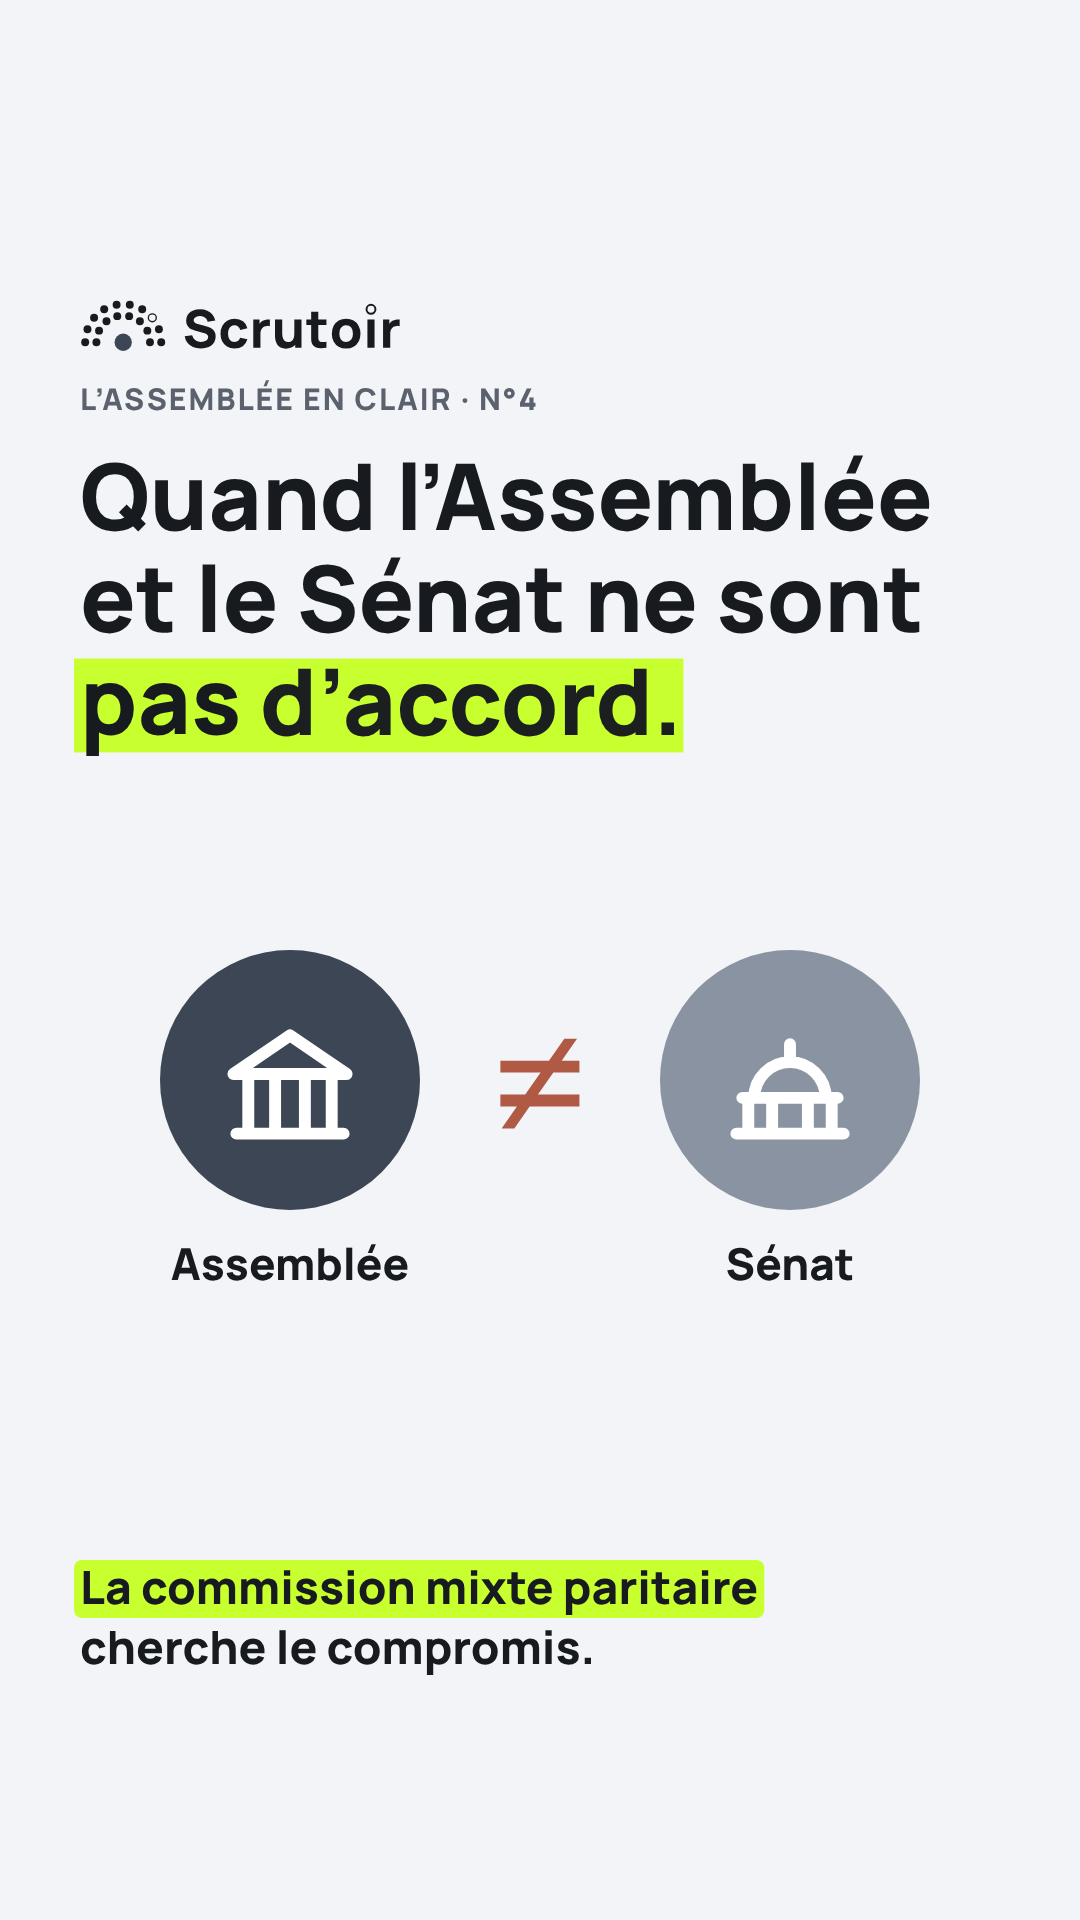 Scrutoir
L’ASSEMBLÉE EN CLAIR · N°4
Quand l’Assemblée
et le Sénat ne sont
pas d’accord.
≠
Assemblée
Sénat
La commission mixte paritaire
cherche le compromis.